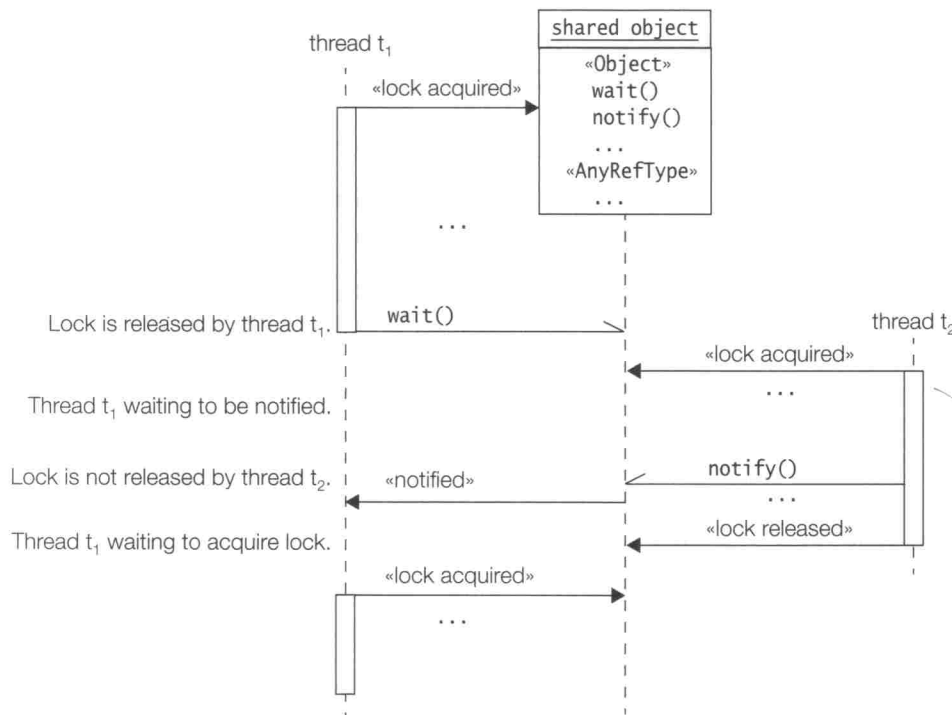 shared object
thread t₁
«Object»
«lock acquired»
wait()
notify()
...
«AnyRefType»
...
...
wait()
Lock is released by thread t₁.
thread t₂
«lock acquired»
...
Thread t₁ waiting to be notified.
notify()
Lock is not released by thread t₂.
«notified»
...
«lock released»
Thread t₁ waiting to acquire lock.
«lock acquired»
...